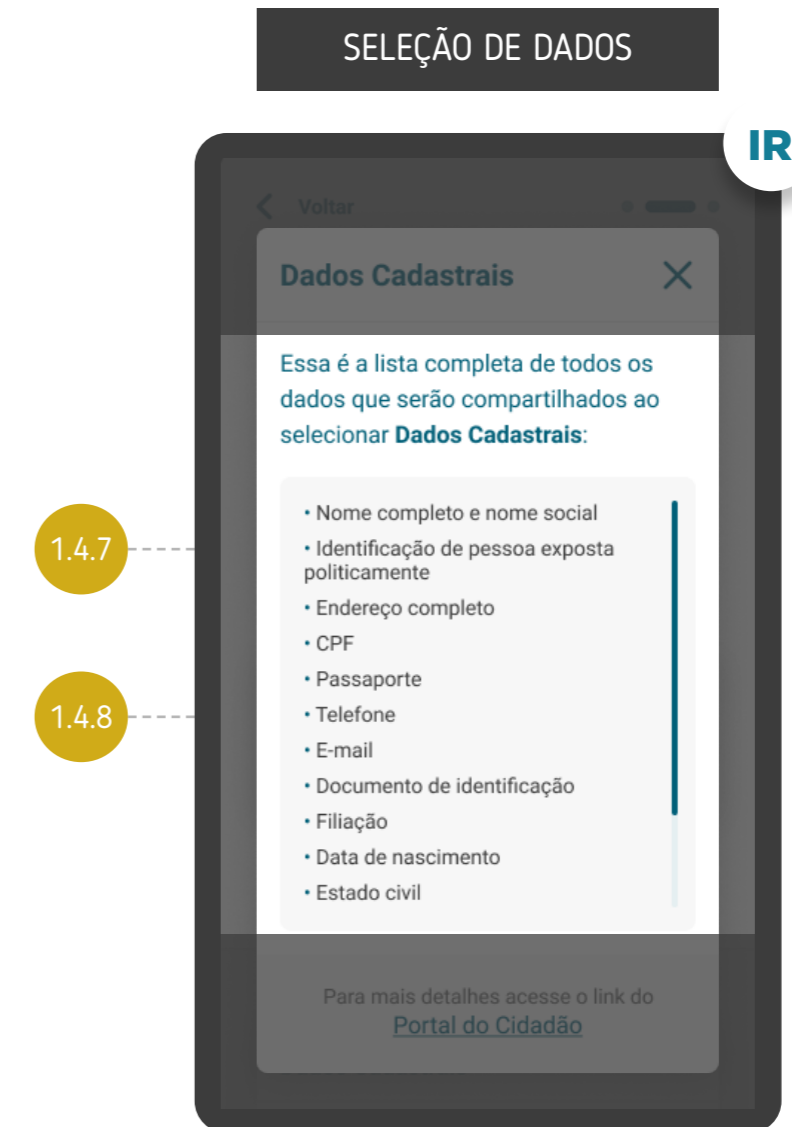 SELEÇÃO DE DADOS
IR
Voltar
Dados Cadastrais
Essa é a lista completa de todos os
dados que serão compartilhados ao
selecionar Dados Cadastrais:
• Nome completo e nome social
1.4.7
• Identificação de pessoa exposta
politicamente
• Endereço completo
• CPF
• Passaporte
1.4.8
• Telefone
• E-mail
• Documento de identificação
• Filiação
• Data de nascimento
• Estado civil
Para mais detalhes acesse o link do
Portal do Cidadão